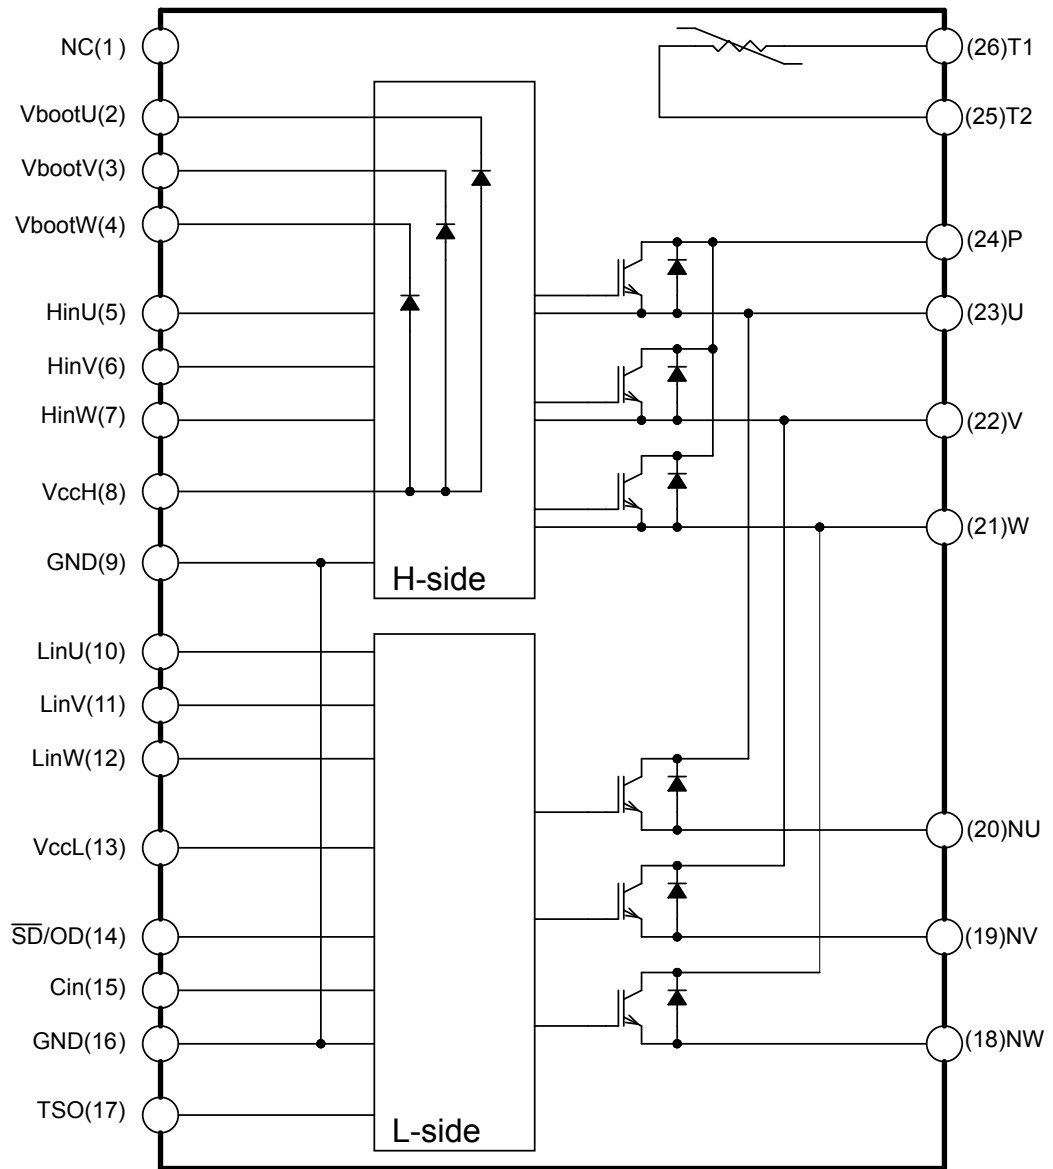 NC(1)
VbootU(2)
VbootV(3)
VbootW(4)
HinU(5)
HinV(6)
HinW(7)
VccH(8)
GND(9)
LinU(10)
LinV(11)
LinW(12)
VccL(13)
S̅D̅/OD(14)
Cin(15)
GND(16)
TSO(17)
H-side
L-side
(26)T1
(25)T2
(24)P
(23)U
(22)V
(21)W
(20)NU
(19)NV
(18)NW